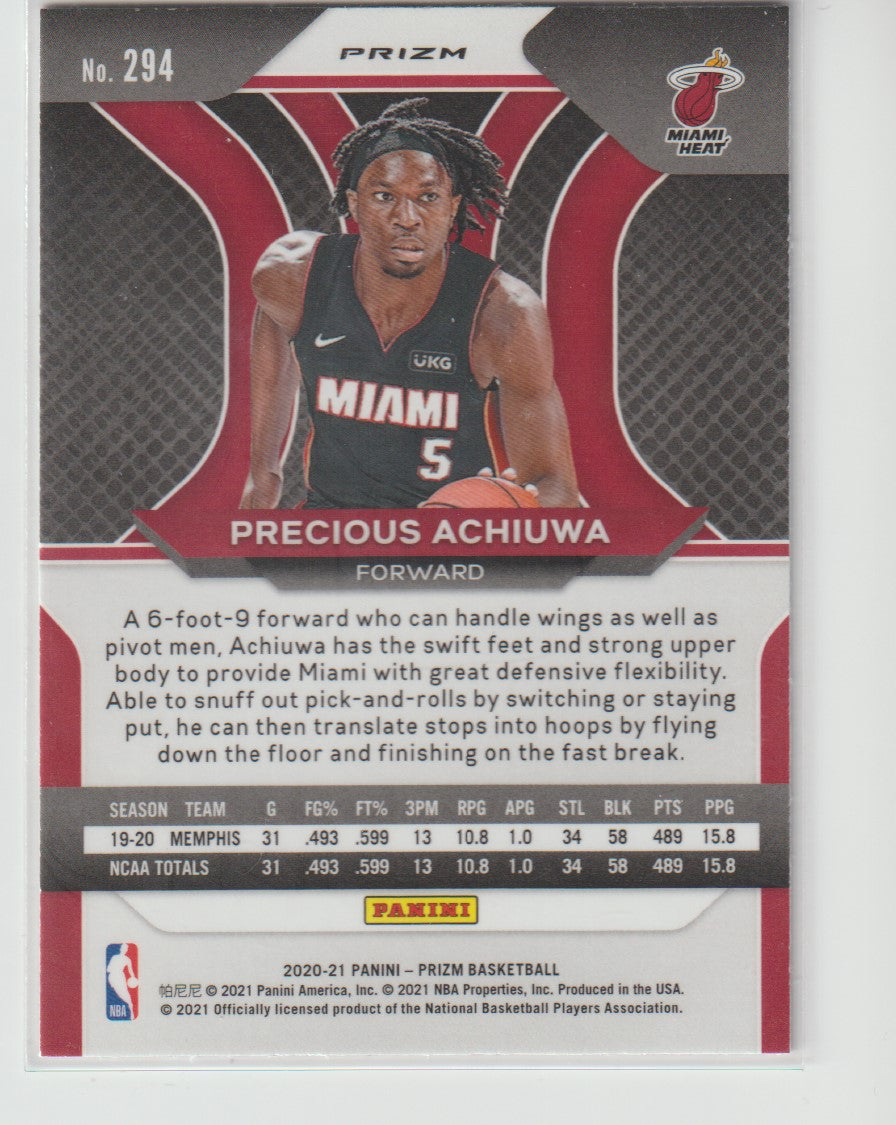 No. 294
PRIZM
MIAMI
HEAT
UKG
MIAMI
5
PRECIOUS ACHIUWA
FORWARD
A 6-foot-9 forward who can handle wings as well as
pivot men, Achiuwa has the swift feet and strong upper
body to provide Miami with great defensive flexibility.
Able to snuff out pick-and-rolls by switching or staying
put, he can then translate stops into hoops by flying
down the floor and finishing on the fast break.
SEASON TEAM G FG% FT% 3PM RPG APG STL BLK PTS PPG
19-20 MEMPHIS 31 .493 .599 13 10.8 1.0 34 58 489 15.8
NCAA TOTALS 31 .493 .599 13 10.8 1.0 34 58 489 15.8
PANINI
NBA
2020-21 PANINI – PRIZM BASKETBALL
帕尼尼 © 2021 Panini America, Inc. © 2021 NBA Properties, Inc. Produced in the USA.
© 2021 Officially licensed product of the National Basketball Players Association.